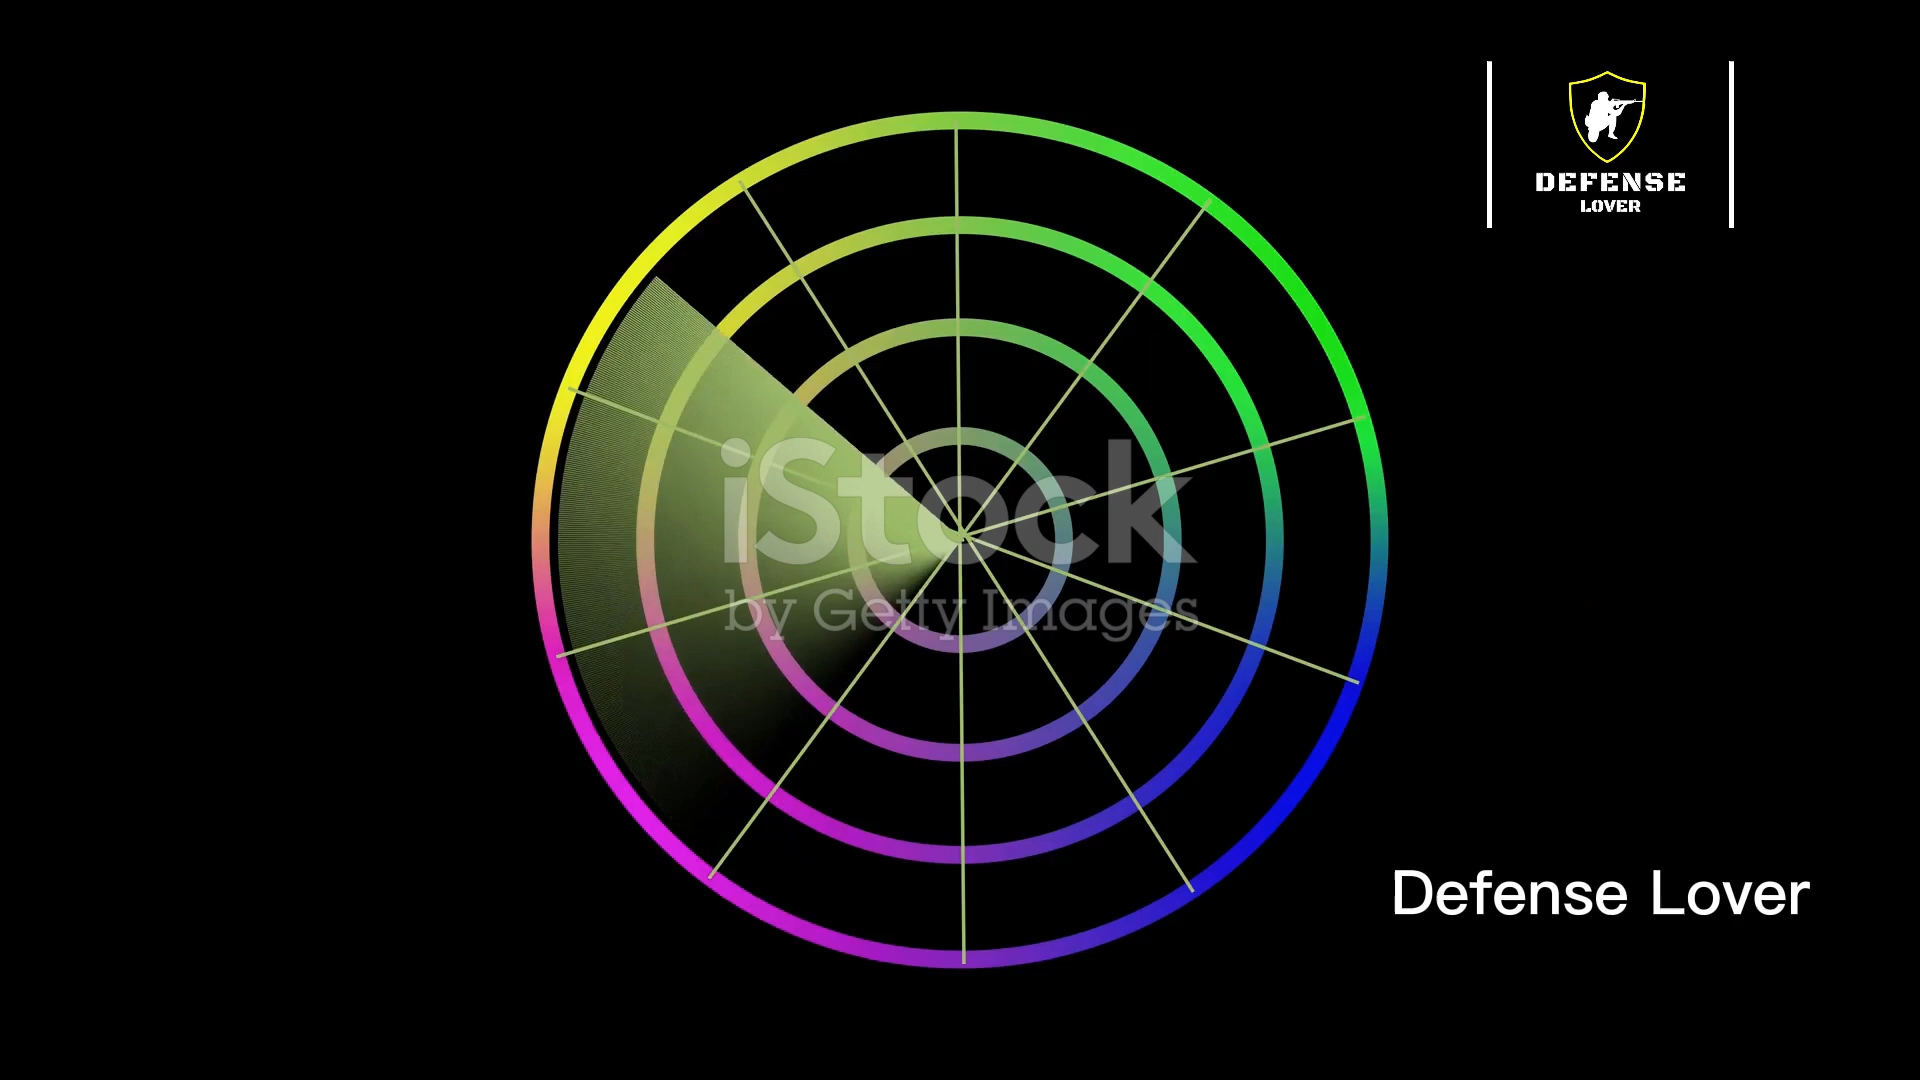 DEFENSE
LOVER
iStock
by Getty Images
Defense Lover